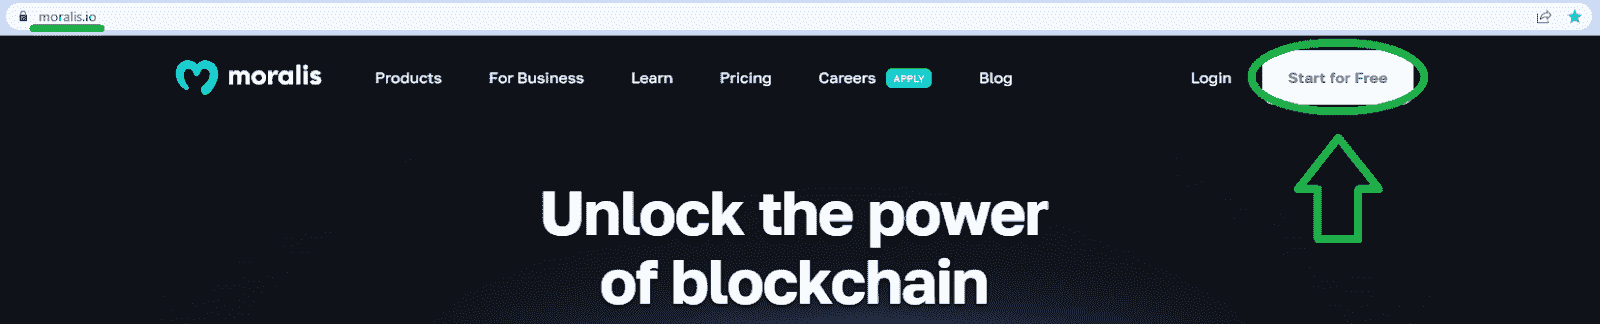 moralis.io
moralis Products For Business Learn Pricing Careers APPLY Blog Login Start for Free
Unlock the power
of blockchain